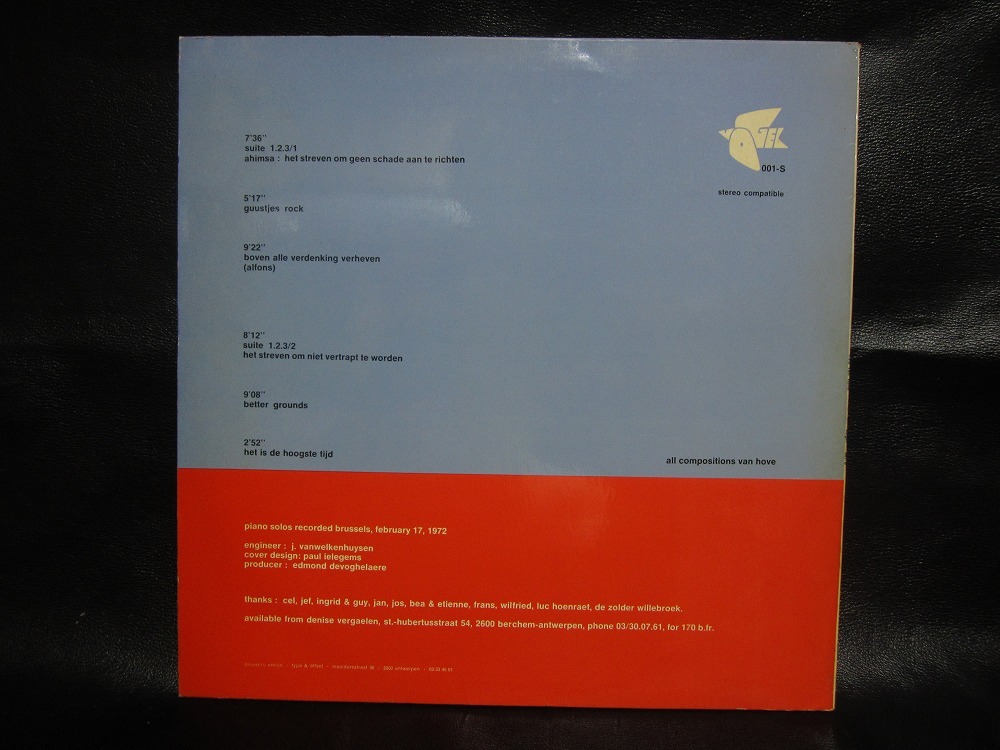 VOGEL
001-S
stereo compatible
7'36"
suite 1.2.3/1
ahimsa : het streven om geen schade aan te richten
5'17"
guustjes rock
9'22"
boven alle verdenking verheven
(alfons)
8'12"
suite 1.2.3/2
het streven om niet vertrapt te worden
9'08"
better grounds
2'52"
het is de hoogste tijd
all compositions van hove
piano solos recorded brussels, february 17, 1972
engineer : j. vanwelkenhuysen
cover design: paul ielegems
producer : edmond devoghelaere
thanks : cel, jef, ingrid & guy, jan, jos, bea & etienne, frans, wilfried, luc hoenraet, de zolder willebroek.
available from denise vergaelen, st.-hubertusstraat 54, 2600 berchem-antwerpen, phone 03/30.07.61, for 170 b.fr.
type & offset - antwerpen